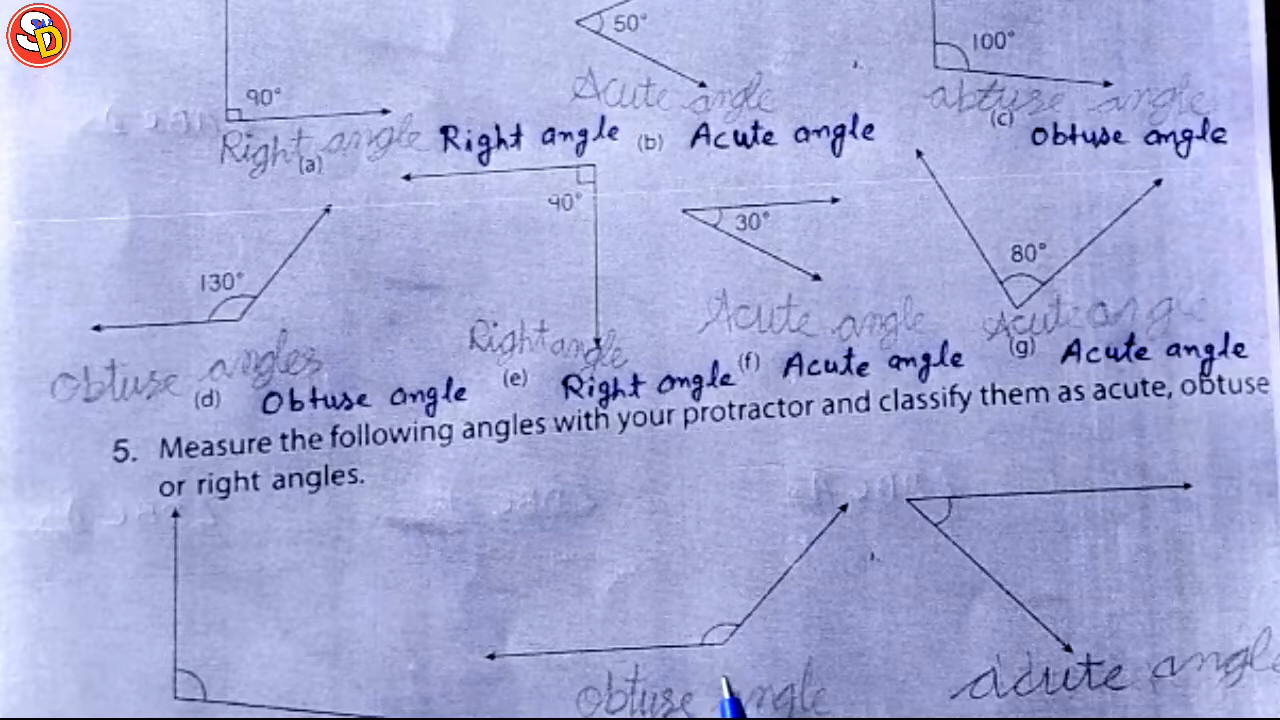 SD
50°
100°
90°
Acute angle
abtuse angle
Right angle
(a) Right angle (b) Acute angle (c) Obtuse angle
90°
30°
80°
130°
Right angle
Acute angle
Acute angle
Obtuse angles
(d) Obtuse angle (e) Right angle (f) Acute angle (g) Acute angle
5. Measure the following angles with your protractor and classify them as acute, obtuse
or right angles.
obtuse angle
acute angle